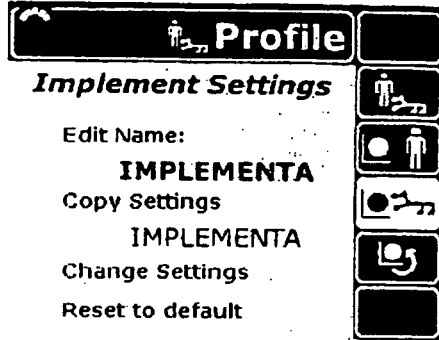 Profile
Implement Settings
Edit Name:
IMPLEMENTA
Copy Settings
IMPLEMENTA
Change Settings
Reset to default